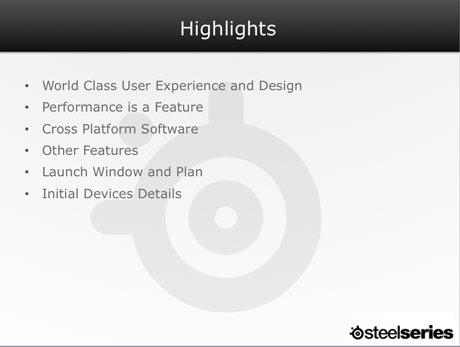 Highlights
• World Class User Experience and Design
• Performance is a Feature
• Cross Platform Software
• Other Features
• Launch Window and Plan
• Initial Devices Details
steelseries